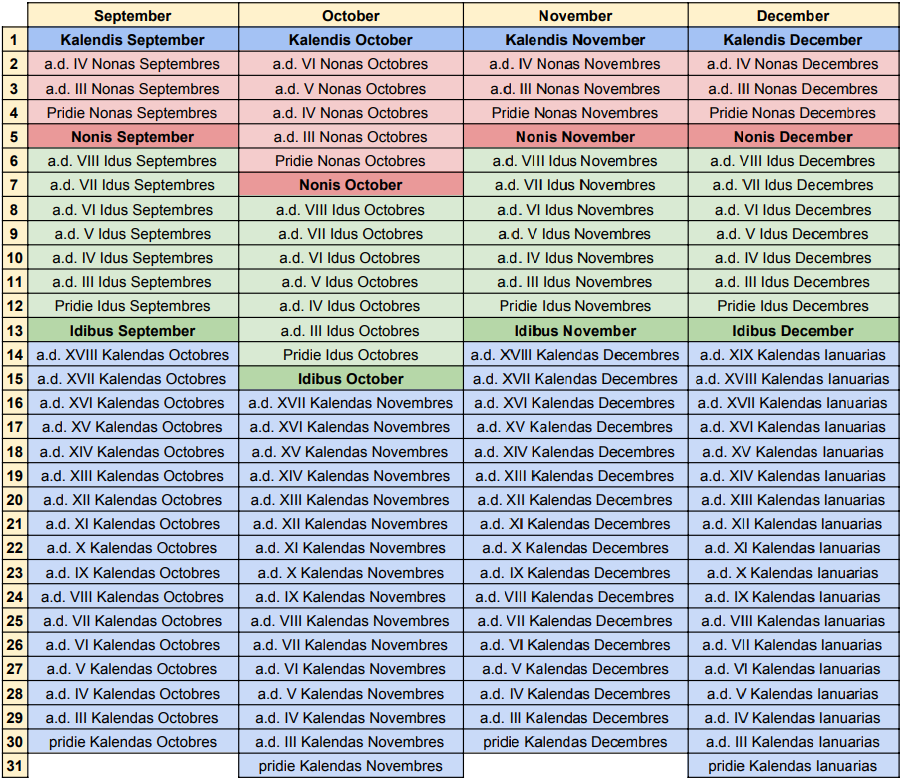 September October November December
1 Kalendis September Kalendis October Kalendis November Kalendis December
2 a.d. IV Nonas Septembres a.d. VI Nonas Octobres a.d. IV Nonas Novembres a.d. IV Nonas Decembres
3 a.d. III Nonas Septembres a.d. V Nonas Octobres a.d. III Nonas Novembres a.d. III Nonas Decembres
4 Pridie Nonas Septembres a.d. IV Nonas Octobres Pridie Nonas Novembres Pridie Nonas Decembres
5 Nonis September a.d. III Nonas Octobres Nonis November Nonis December
6 a.d. VIII Idus Septembres Pridie Nonas Octobres a.d. VIII Idus Novembres a.d. VIII Idus Decembres
7 a.d. VII Idus Septembres Nonis October a.d. VII Idus Novembres a.d. VII Idus Decembres
8 a.d. VI Idus Septembres a.d. VIII Idus Octobres a.d. VI Idus Novembres a.d. VI Idus Decembres
9 a.d. V Idus Septembres a.d. VII Idus Octobres a.d. V Idus Novembres a.d. V Idus Decembres
10 a.d. IV Idus Septembres a.d. VI Idus Octobres a.d. IV Idus Novembres a.d. IV Idus Decembres
11 a.d. III Idus Septembres a.d. V Idus Octobres a.d. III Idus Novembres a.d. III Idus Decembres
12 Pridie Idus Septembres a.d. IV Idus Octobres Pridie Idus Novembres Pridie Idus Decembres
13 Idibus September a.d. III Idus Octobres Idibus November Idibus December
14 a.d. XVIII Kalendas Octobres Pridie Idus Octobres a.d. XVIII Kalendas Decembres a.d. XIX Kalendas Ianuarias
15 a.d. XVII Kalendas Octobres Idibus October a.d. XVII Kalendas Decembres a.d. XVIII Kalendas Ianuarias
16 a.d. XVI Kalendas Octobres a.d. XVII Kalendas Novembres a.d. XVI Kalendas Decembres a.d. XVII Kalendas Ianuarias
17 a.d. XV Kalendas Octobres a.d. XVI Kalendas Novembres a.d. XV Kalendas Decembres a.d. XVI Kalendas Ianuarias
18 a.d. XIV Kalendas Octobres a.d. XV Kalendas Novembres a.d. XIV Kalendas Decembres a.d. XV Kalendas Ianuarias
19 a.d. XIII Kalendas Octobres a.d. XIV Kalendas Novembres a.d. XIII Kalendas Decembres a.d. XIV Kalendas Ianuarias
20 a.d. XII Kalendas Octobres a.d. XIII Kalendas Novembres a.d. XII Kalendas Decembres a.d. XIII Kalendas Ianuarias
21 a.d. XI Kalendas Octobres a.d. XII Kalendas Novembres a.d. XI Kalendas Decembres a.d. XII Kalendas Ianuarias
22 a.d. X Kalendas Octobres a.d. XI Kalendas Novembres a.d. X Kalendas Decembres a.d. XI Kalendas Ianuarias
23 a.d. IX Kalendas Octobres a.d. X Kalendas Novembres a.d. IX Kalendas Decembres a.d. X Kalendas Ianuarias
24 a.d. VIII Kalendas Octobres a.d. IX Kalendas Novembres a.d. VIII Kalendas Decembres a.d. IX Kalendas Ianuarias
25 a.d. VII Kalendas Octobres a.d. VIII Kalendas Novembres a.d. VII Kalendas Decembres a.d. VIII Kalendas Ianuarias
26 a.d. VI Kalendas Octobres a.d. VII Kalendas Novembres a.d. VI Kalendas Decembres a.d. VII Kalendas Ianuarias
27 a.d. V Kalendas Octobres a.d. VI Kalendas Novembres a.d. V Kalendas Decembres a.d. VI Kalendas Ianuarias
28 a.d. IV Kalendas Octobres a.d. V Kalendas Novembres a.d. IV Kalendas Decembres a.d. V Kalendas Ianuarias
29 a.d. III Kalendas Octobres a.d. IV Kalendas Novembres a.d. III Kalendas Decembres a.d. IV Kalendas Ianuarias
30 pridie Kalendas Octobres a.d. III Kalendas Novembres pridie Kalendas Decembres a.d. III Kalendas Ianuarias
31 pridie Kalendas Novembres pridie Kalendas Ianuarias